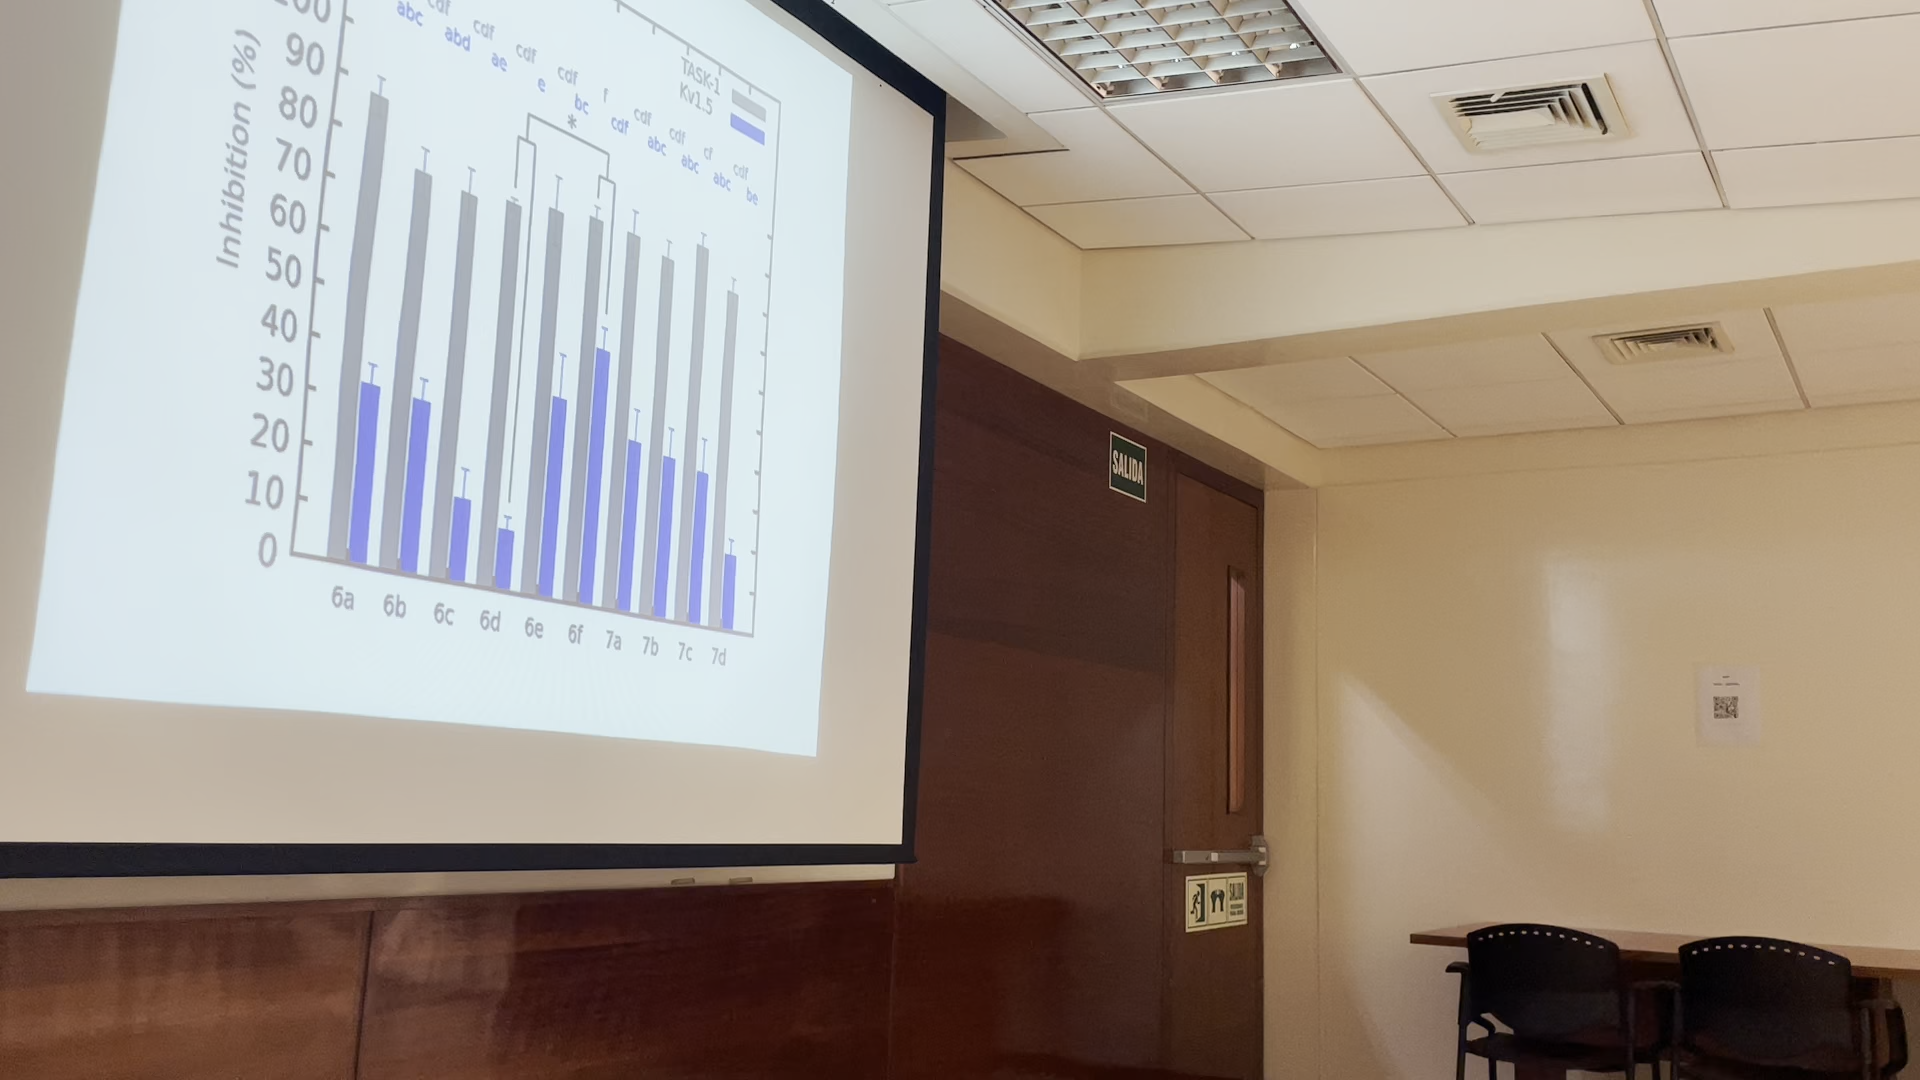 90
80
70
60
50
40
30
20
10
0
Inhibition (%)
cdf cdf cdf cdf f cdf cdf cf cdf
abc abd ae e bc cdf abc abc abc be
*
TASK-1
Kv1.5
6a 6b 6c 6d 6e 6f 7a 7b 7c 7d
SALIDA
SALIDA